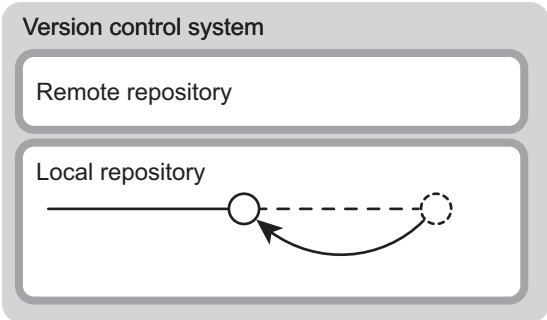 Version control system
Remote repository
Local repository